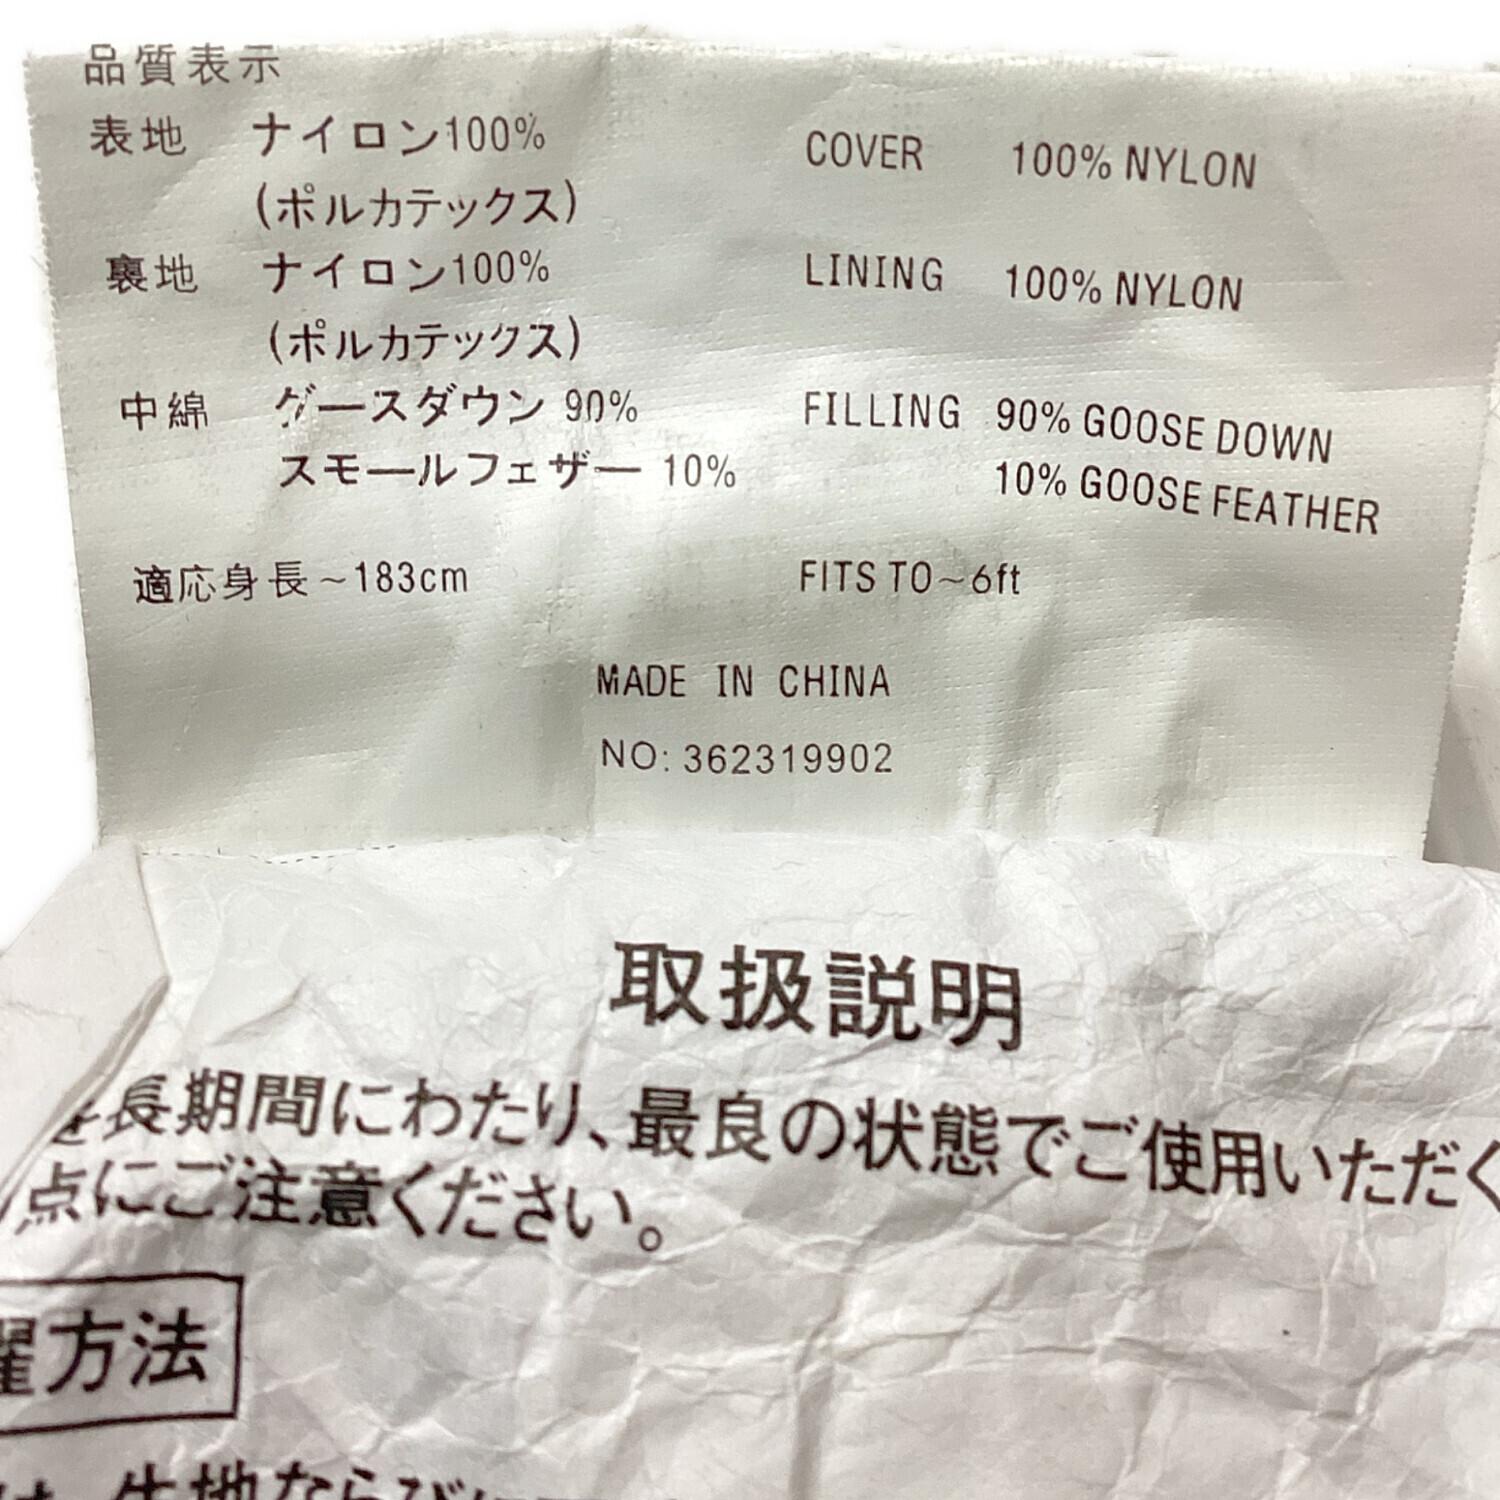 品質表示
表地 ナイロン100% COVER 100% NYLON
(ポルカテックス)
裏地 ナイロン100% LINING 100% NYLON
(ポルカテックス)
中綿 グースダウン 90% FILLING 90% GOOSE DOWN
スモールフェザー 10% 10% GOOSE FEATHER
適応身長~183cm FITS TO~6ft
MADE IN CHINA
NO: 362319902
取扱説明
を長期間にわたり、最良の状態でご使用いただく
点にご注意ください。
濯方法
生地ならびに